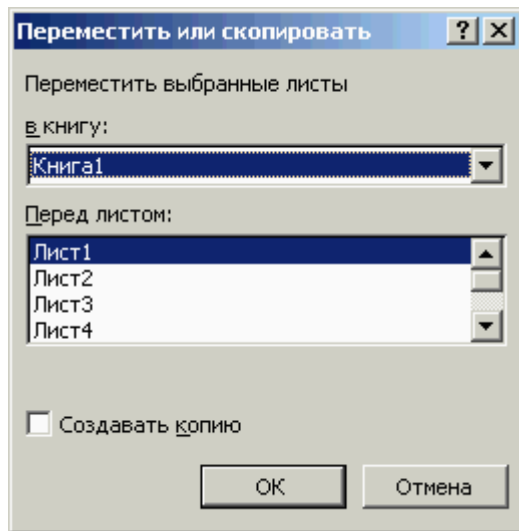 Переместить или скопировать
Переместить выбранные листы
в книгу:
Книга1
Перед листом:
Лист1
Лист2
Лист3
Лист4
Создавать копию
ОК Отмена